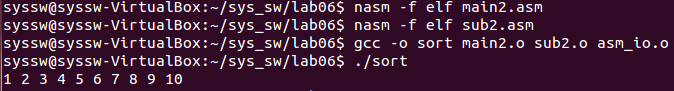 syssw@syssw-VirtualBox:~/sys_sw/lab06$ nasm -f elf main2.asm
syssw@syssw-VirtualBox:~/sys_sw/lab06$ nasm -f elf sub2.asm
syssw@syssw-VirtualBox:~/sys_sw/lab06$ gcc -o sort main2.o sub2.o asm_io.o
syssw@syssw-VirtualBox:~/sys_sw/lab06$ ./sort
1 2 3 4 5 6 7 8 9 10